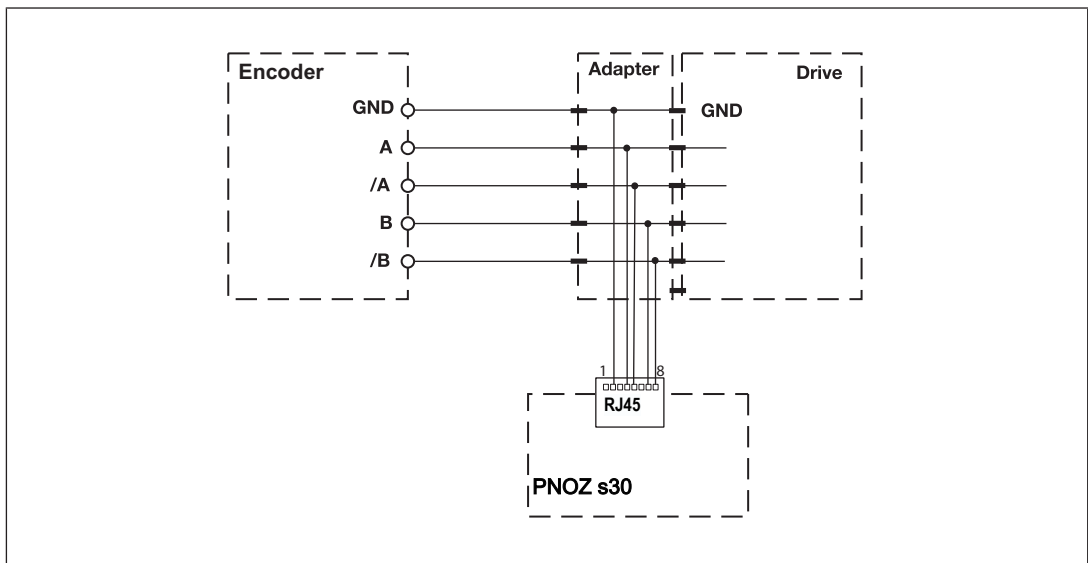 Encoder
Adapter
Drive
GND
GND
A
/A
B
/B
1
8
RJ45
PNOZ s30